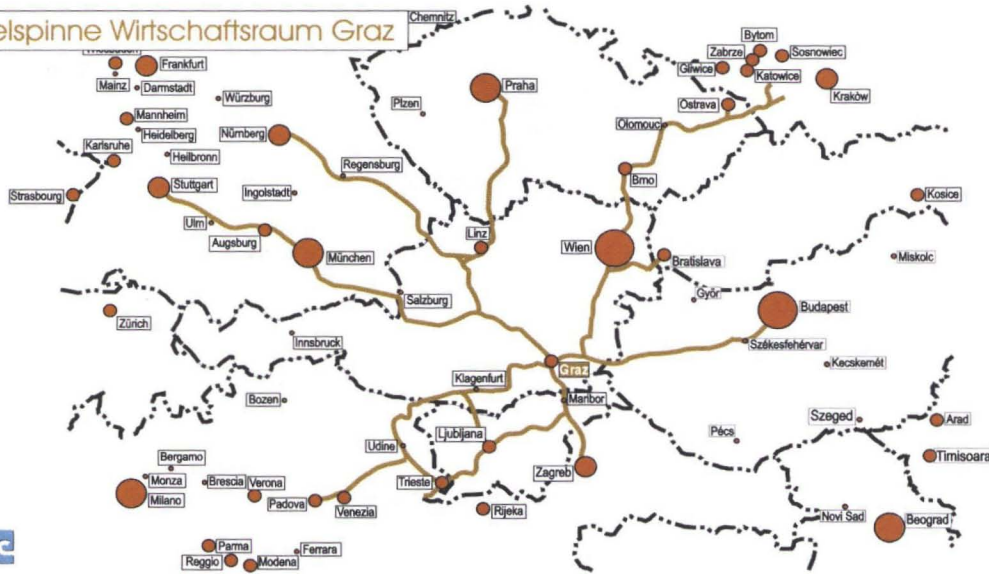 elspinne Wirtschaftsraum Graz
Chemnitz
Bytom
Wiesbaden
Frankfurt
Zabrze
Sosnowiec
Gliwice
Katowice
Mainz
Darmstadt
Praha
Kraków
Würzburg
Plzen
Ostrava
Mannheim
Heidelberg
Nürnberg
Olomouc
Karlsruhe
Heilbronn
Regensburg
Brno
Stuttgart
Ingolstadt
Strasbourg
Kosice
Ulm
Augsburg
Linz
Wien
München
Bratislava
Miskolc
Salzburg
Györ
Budapest
Zürich
Innsbruck
Székesfehérvar
Graz
Kecskemét
Klagenfurt
Bozen
Maribor
Szeged
Arad
Ljubljana
Pécs
Udine
Timisoara
Bergamo
Monza
Brescia
Verona
Trieste
Zagreb
Milano
Padova
Venezia
Rijeka
Novi Sad
Beograd
Parma
Ferrara
Reggio
Modena
c